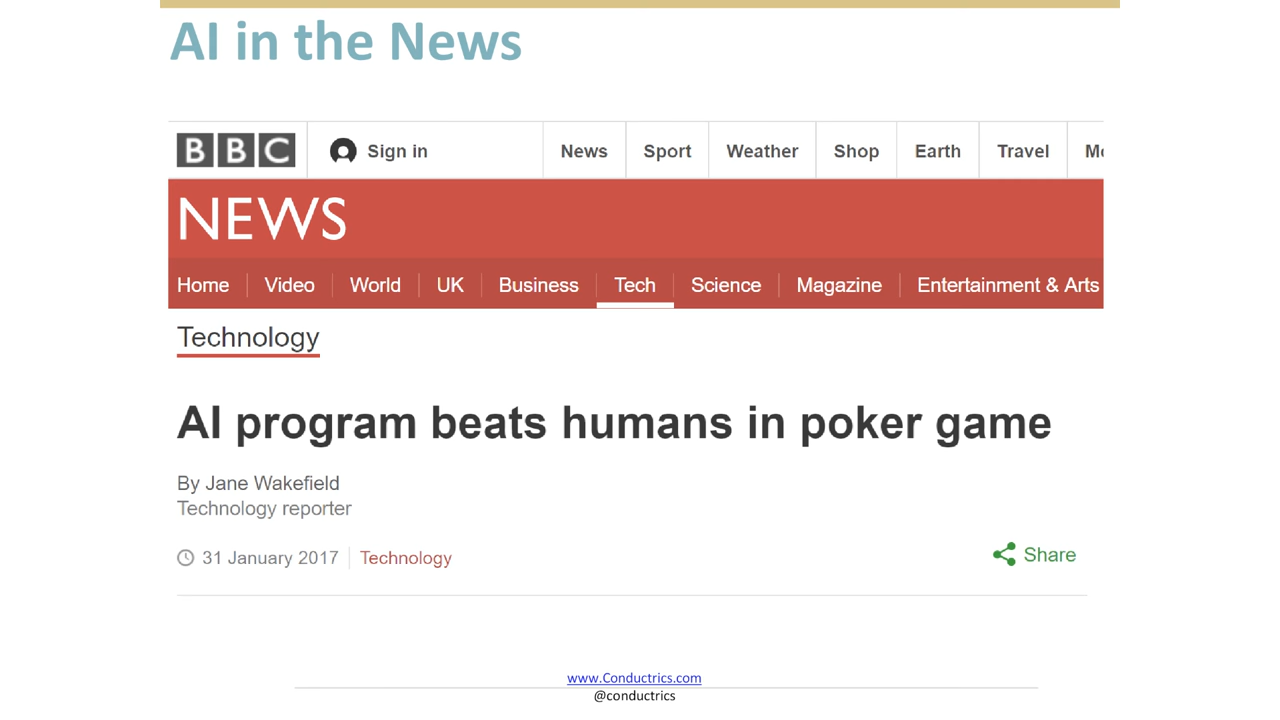 AI in the News
BBC Sign in News Sport Weather Shop Earth Travel
NEWS
Home Video World UK Business Tech Science Magazine Entertainment & Arts
Technology
AI program beats humans in poker game
By Jane Wakefield
Technology reporter
31 January 2017 Technology Share
www.Conductrics.com
@conductrics